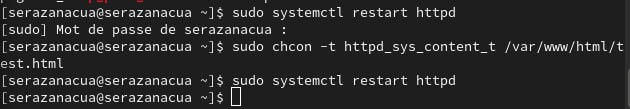 [serazanacua@serazanacua ~]$ sudo systemctl restart httpd
[sudo] Mot de passe de serazanacua :
[serazanacua@serazanacua ~]$ sudo chcon -t httpd_sys_content_t /var/www/html/t
est.html
[serazanacua@serazanacua ~]$ sudo systemctl restart httpd
[serazanacua@serazanacua ~]$